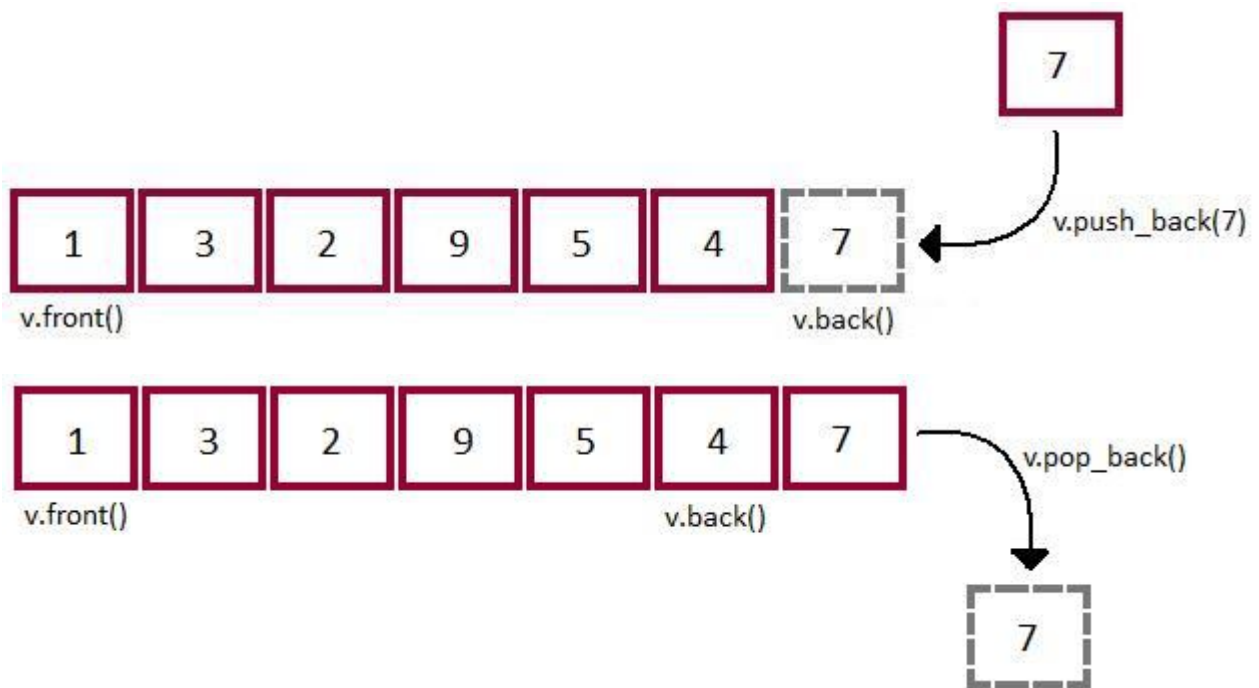 7
v.push_back(7)
1 3 2 9 5 4 7
v.front() v.back()
1 3 2 9 5 4 7
v.pop_back()
v.front() v.back()
7